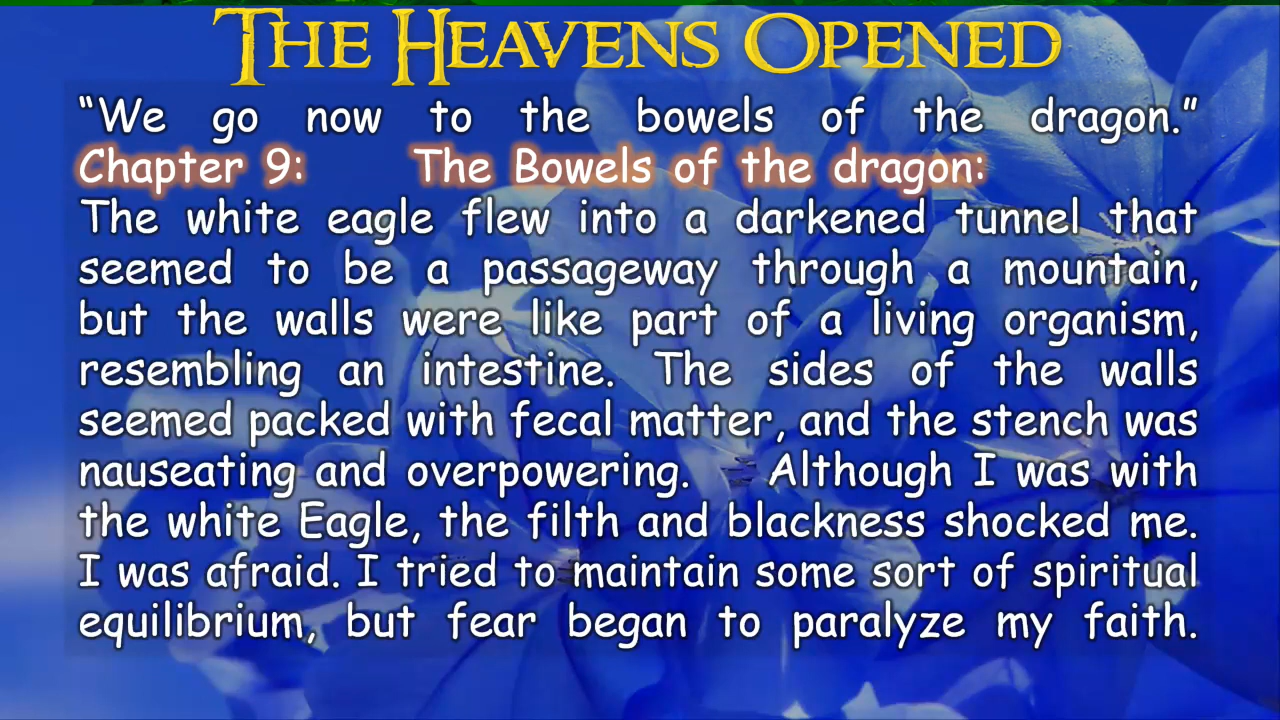 THE HEAVENS OPENED
“We go now to the bowels of the dragon.”
Chapter 9: The Bowels of the dragon:
The white eagle flew into a darkened tunnel that
seemed to be a passageway through a mountain,
but the walls were like part of a living organism,
resembling an intestine. The sides of the walls
seemed packed with fecal matter, and the stench was
nauseating and overpowering. Although I was with
the white Eagle, the filth and blackness shocked me.
I was afraid. I tried to maintain some sort of spiritual
equilibrium, but fear began to paralyze my faith.